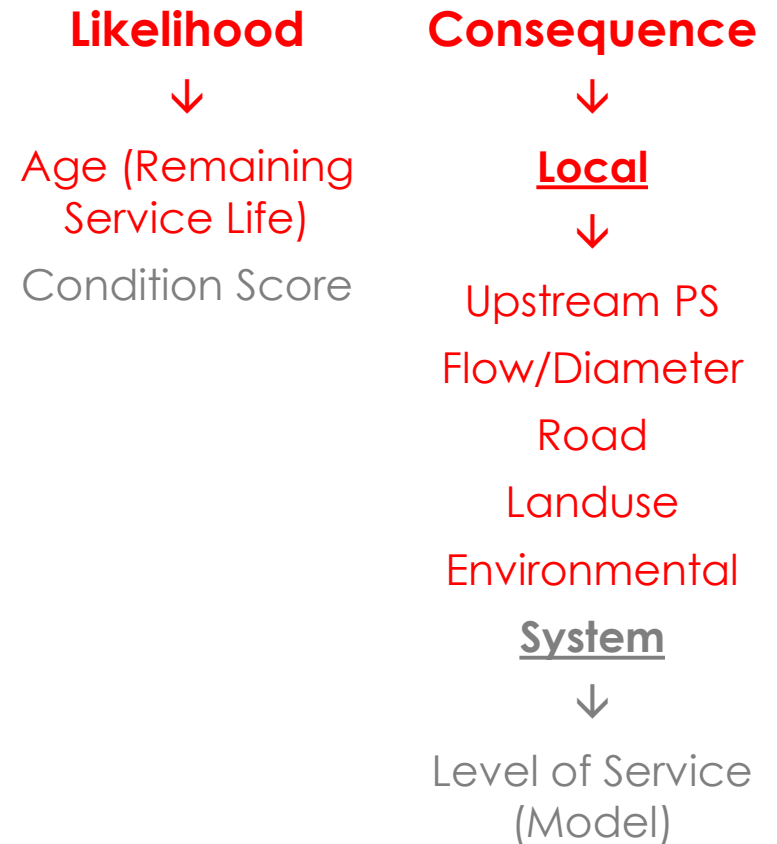 Likelihood
↓
Age (Remaining
Service Life)
Condition Score
Consequence
↓
Local
↓
Upstream PS
Flow/Diameter
Road
Landuse
Environmental
System
↓
Level of Service
(Model)